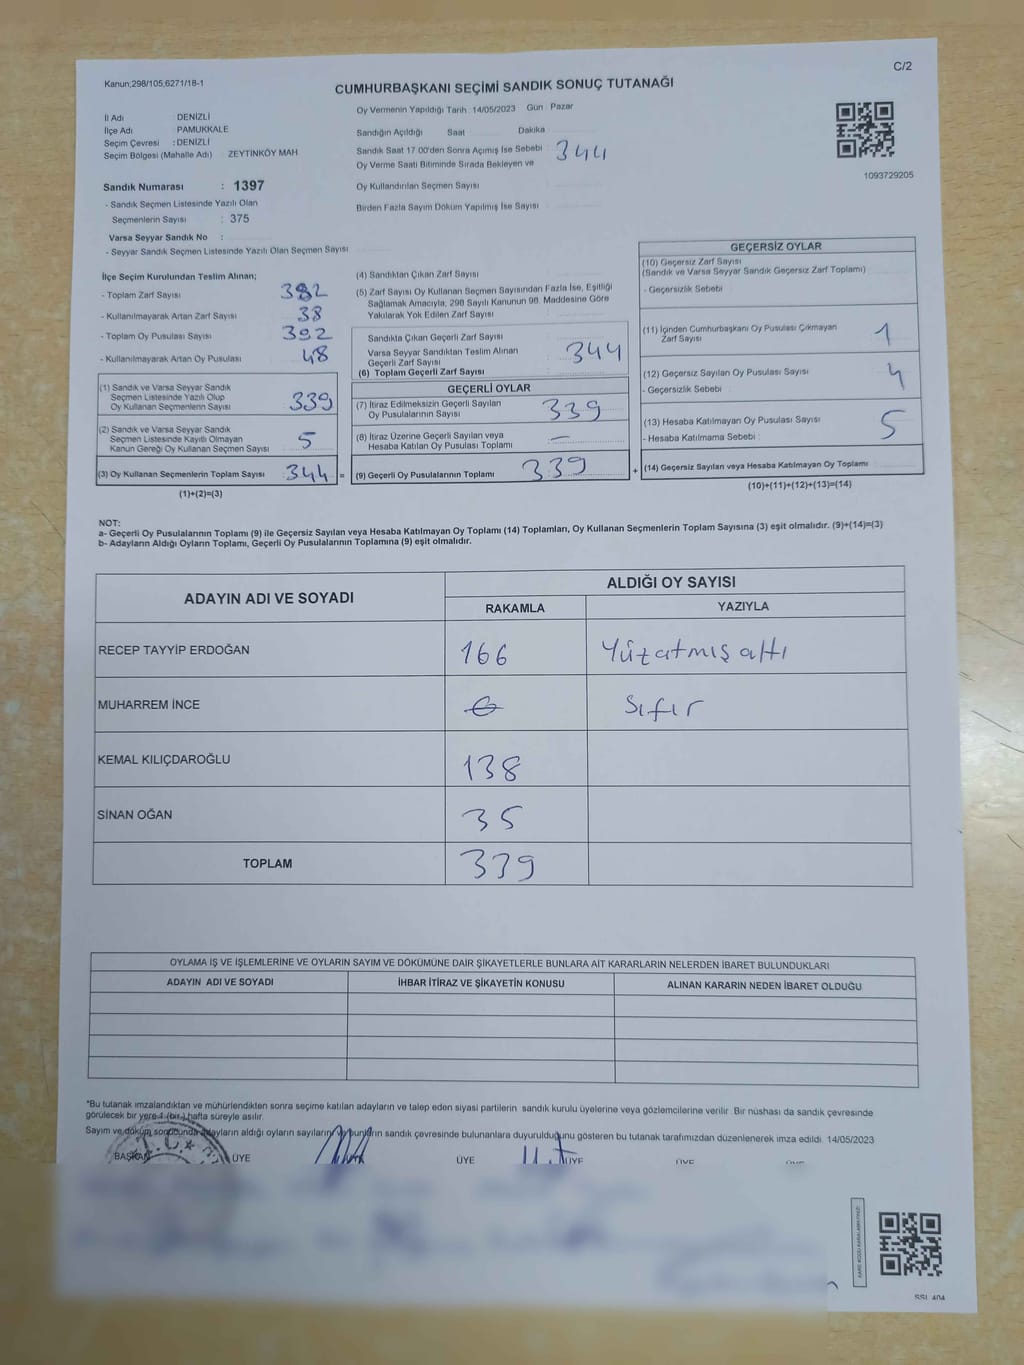 Kanun;298/105,6271/18-1
C/2
CUMHURBAŞKANI SEÇİMİ SANDIK SONUÇ TUTANAĞI
İl Adı : DENİZLİ
İlçe Adı PAMUKKALE
Seçim Çevresi : DENİZLİ
Seçim Bölgesi (Mahalle Adı) ZEYTİNKÖY MAH
Sandık Numarası : 1397
- Sandık Seçmen Listesinde Yazılı Olan
Seçmenlerin Sayısı : 375
Varsa Seyyar Sandık No :
- Seyyar Sandık Seçmen Listesinde Yazılı Olan Seçmen Sayısı
Oy Vermenin Yapıldığı Tarih 14/05/2023 Gün Pazar
Sandığın Açıldığı Saat Dakika
Sandık Saat 17.00'den Sonra Açımış İse Sebebi 344
Oy Verme Saati Bitiminde Sırada Bekleyen ve
Oy Kullandırılan Seçmen Sayısı
Birden Fazla Sayım Döküm Yapılmış İse Sayısı
1093729205
İlçe Seçim Kurulundan Teslim Alınan;
- Toplam Zarf Sayısı 382
- Kullanılmayarak Artan Zarf Sayısı 38
- Toplam Oy Pusulası Sayısı 392
- Kullanılmayarak Artan Oy Pusulası 48
(1) Sandık ve Varsa Seyyar Sandık
Seçmen Listesinde Yazılı Olup
Oy Kullanan Seçmenlerin Sayısı 339
(2) Sandık ve Varsa Seyyar Sandık
Seçmen Listesinde Kayıtlı Olmayan
Kanun Gereği Oy Kullanan Seçmen Sayısı 5
(3) Oy Kullanan Seçmenlerin Toplam Sayısı 344 =
(1)+(2)=(3)
(4) Sandıktan Çıkan Zarf Sayısı
(5) Zarf Sayısı Oy Kullanan Seçmen Sayısından Fazla İse, Eşitliği
Sağlamak Amacıyla, 298 Sayılı Kanunun 98. Maddesine Göre
Yakılarak Yok Edilen Zarf Sayısı
Sandıkta Çıkan Geçerli Zarf Sayısı
Varsa Seyyar Sandıktan Teslim Alınan
Geçerli Zarf Sayısı 344
(6) Toplam Geçerli Zarf Sayısı
GEÇERLİ OYLAR
(7) İtiraz Edilmeksizin Geçerli Sayılan
Oy Pusulalarının Sayısı 339
(8) İtiraz Üzerine Geçerli Sayılan veya
Hesaba Katılan Oy Pusulası Toplamı —
(9) Geçerli Oy Pusulalarının Toplamı 339 +
GEÇERSİZ OYLAR
(10) Geçersiz Zarf Sayısı
(Sandık ve Varsa Seyyar Sandık Geçersiz Zarf Toplamı)
- Geçersizlik Sebebi
(11) İçinden Cumhurbaşkanı Oy Pusulası Çıkmayan
Zarf Sayısı 1
(12) Geçersiz Sayılan Oy Pusulası Sayısı 4
- Geçersizlik Sebebi :
(13) Hesaba Katılmayan Oy Pusulası Sayısı 5
- Hesaba Katılmama Sebebi :
(14) Geçersiz Sayılan veya Hesaba Katılmayan Oy Toplamı
(10)+(11)+(12)+(13)=(14)
NOT:
a- Geçerli Oy Pusulalarının Toplamı (9) ile Geçersiz Sayılan veya Hesaba Katılmayan Oy Toplamı (14) Toplamları, Oy Kullanan Seçmenlerin Toplam Sayısına (3) eşit olmalıdır. (9)+(14)=(3)
b- Adayların Aldığı Oyların Toplamı, Geçerli Oy Pusulalarının Toplamına (9) eşit olmalıdır.
ADAYIN ADI VE SOYADI ALDIĞI OY SAYISI
RAKAMLA YAZIYLA
RECEP TAYYİP ERDOĞAN 166 Yüzatmış altı
MUHARREM İNCE 0 Sıfır
KEMAL KILIÇDAROĞLU 138
SİNAN OĞAN 35
TOPLAM 339
OYLAMA İŞ VE İŞLEMLERİNE VE OYLARIN SAYIM VE DÖKÜMÜNE DAİR ŞİKAYETLERLE BUNLARA AİT KARARLARIN NELERDEN İBARET BULUNDUKLARI
ADAYIN ADI VE SOYADI İHBAR İTİRAZ VE ŞİKAYETİN KONUSU ALINAN KARARIN NEDEN İBARET OLDUĞU
*Bu tutanak imzalandıktan ve mühürlendikten sonra seçime katılan adayların ve talep eden siyasi partilerin sandık kurulu üyelerine veya gözlemcilerine verilir. Bir nüshası da sandık çevresinde
görülecek bir yere 1 (bir) hafta süreyle asılır.
Sayım ve döküm sonucunda adayların aldığı oyların sayılarını ve bunların sandık çevresinde bulunanlara duyurulduğunu gösteren bu tutanak tarafımızdan düzenlenerek imza edildi. 14/05/2023
BAŞKAN ÜYE ÜYE ÜYE ÜYE
T.C.